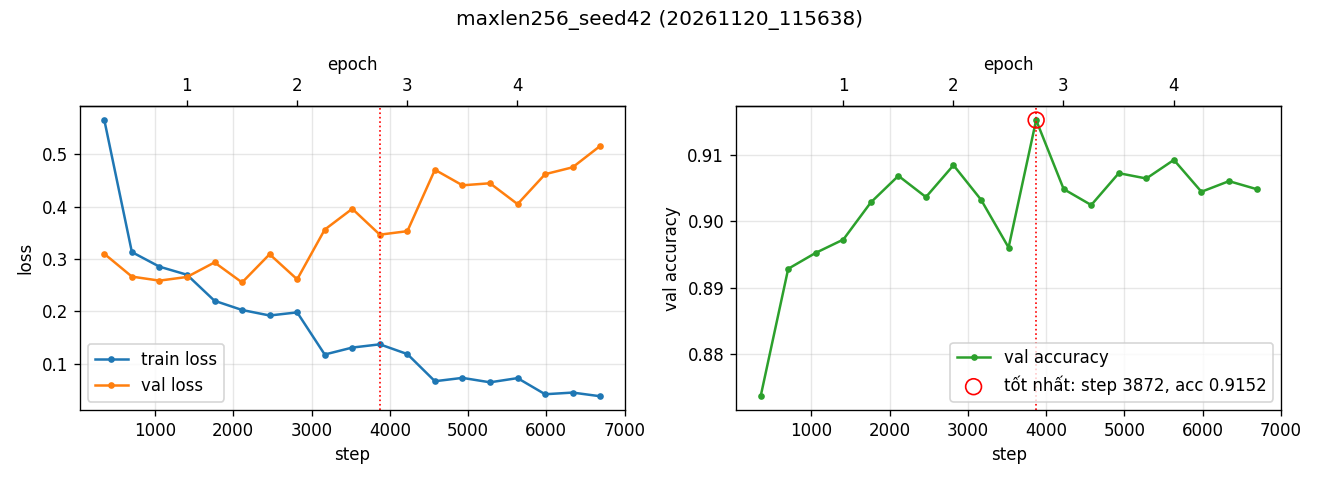 maxlen256_seed42 (20261120_115638)
epoch
1 2 3 4
0.5
0.4
0.3
0.2
0.1
loss
train loss
val loss
1000 2000 3000 4000 5000 6000 7000
step
epoch
1 2 3 4
0.91
0.90
0.89
0.88
val accuracy
val accuracy
tốt nhất: step 3872, acc 0.9152
1000 2000 3000 4000 5000 6000 7000
step